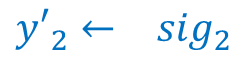 y'₂ ← sig₂